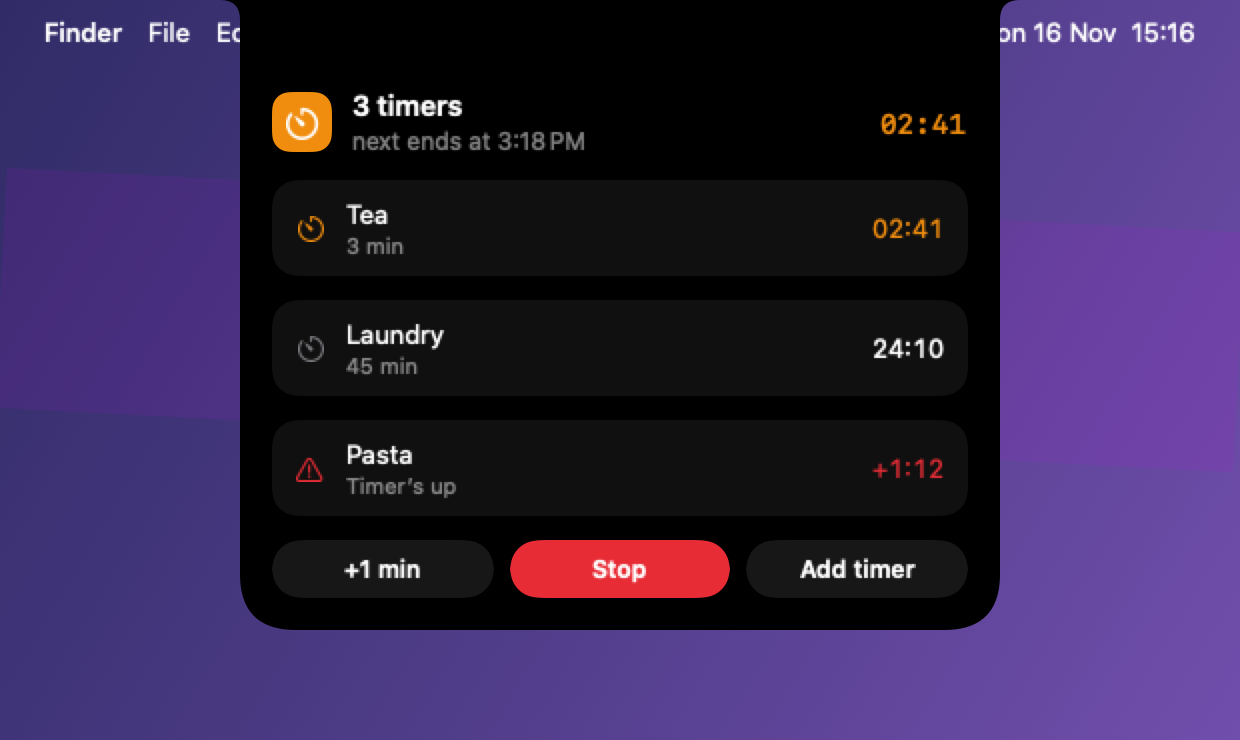 Finder File
16 Nov 15:16
3 timers
next ends at 3:18 PM
02:41
Tea
3 min
02:41
Laundry
45 min
24:10
Pasta
Timer’s up
+1:12
+1 min
Stop
Add timer